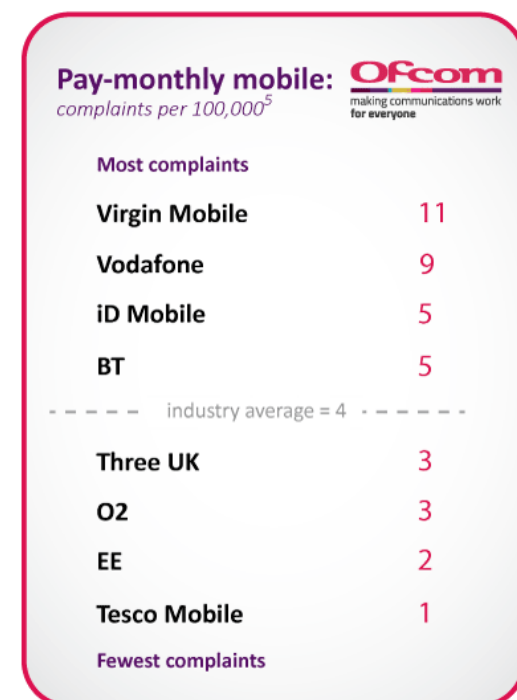 Pay-monthly mobile:
complaints per 100,000⁵
Ofcom
making communications work
for everyone
Most complaints
Virgin Mobile 11
Vodafone 9
iD Mobile 5
BT 5
industry average = 4
Three UK 3
O2 3
EE 2
Tesco Mobile 1
Fewest complaints